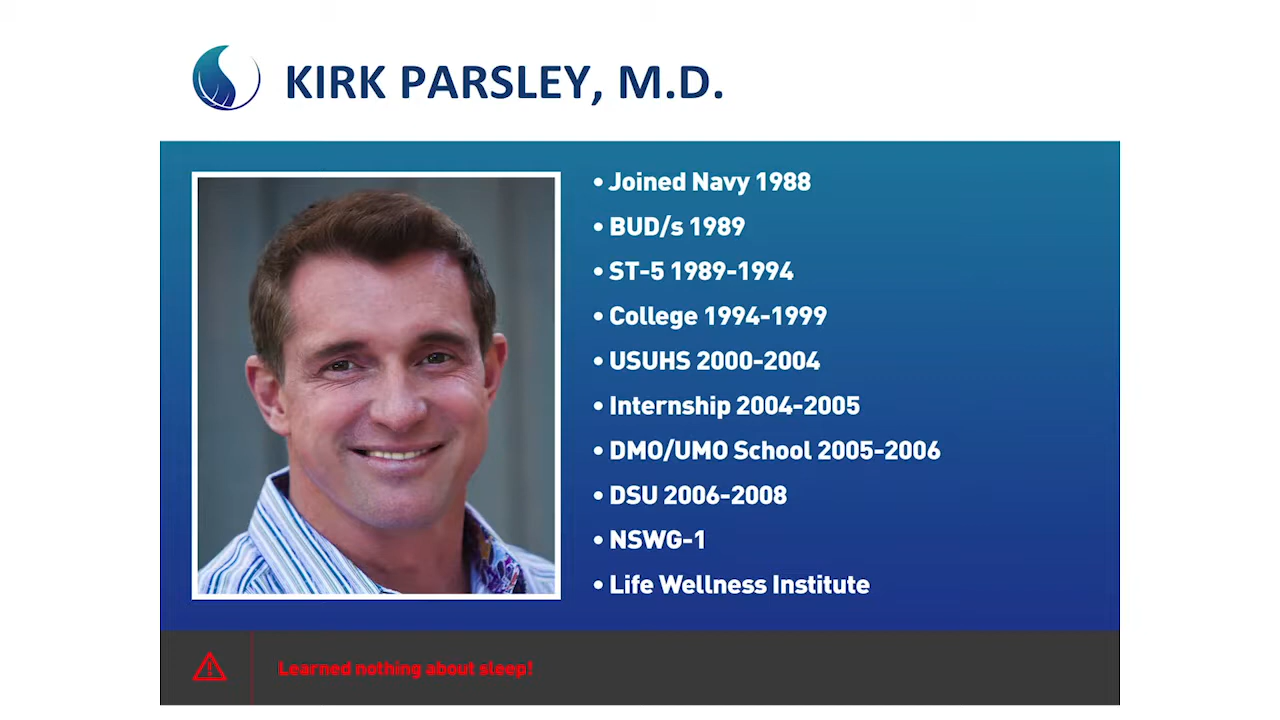 KIRK PARSLEY, M.D.
• Joined Navy 1988
• BUD/s 1989
• ST-5 1989-1994
• College 1994-1999
• USUHS 2000-2004
• Internship 2004-2005
• DMO/UMO School 2005-2006
• DSU 2006-2008
• NSWG-1
• Life Wellness Institute
Learned nothing about sleep!